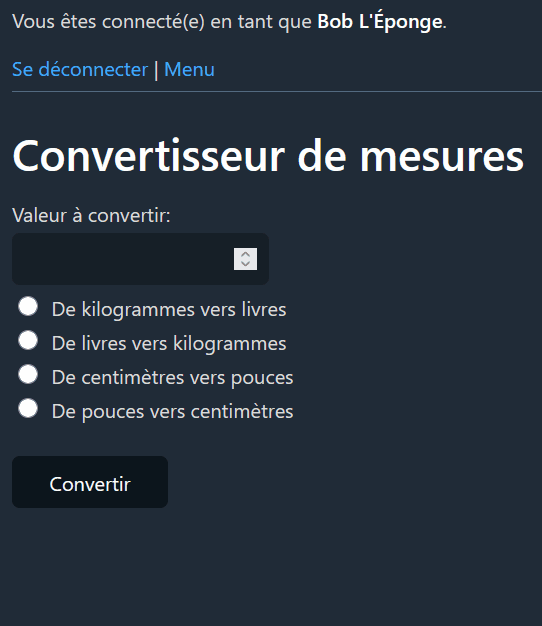 Vous êtes connecté(e) en tant que Bob L'Éponge.
Se déconnecter | Menu
Convertisseur de mesures
Valeur à convertir:
De kilogrammes vers livres
De livres vers kilogrammes
De centimètres vers pouces
De pouces vers centimètres
Convertir